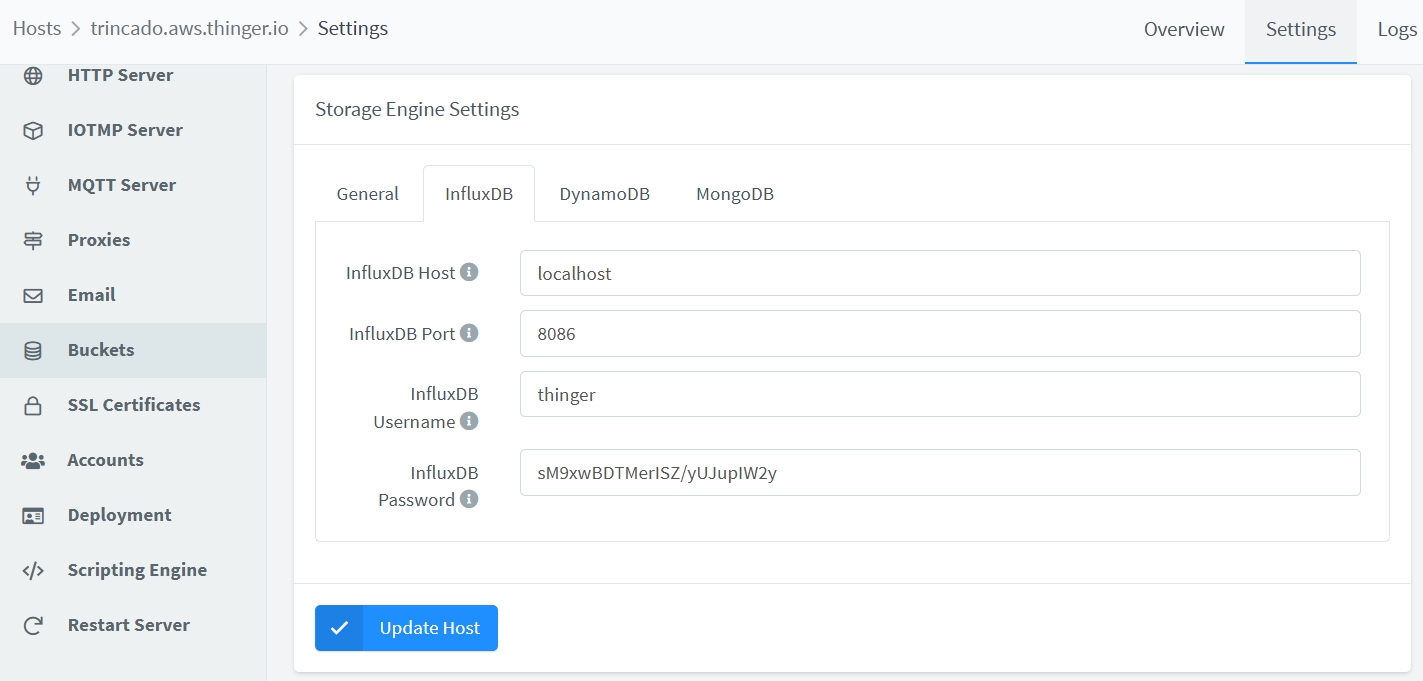 Hosts > trincado.aws.thinger.io > Settings
Overview
Settings
Logs
HTTP Server
IOTMP Server
MQTT Server
Proxies
Email
Buckets
SSL Certificates
Accounts
Deployment
Scripting Engine
Restart Server
Storage Engine Settings
General
InfluxDB
DynamoDB
MongoDB
InfluxDB Host
localhost
InfluxDB Port
8086
InfluxDB
Username
thinger
InfluxDB
Password
sM9xwBDTMerISZ/yUJupIW2y
Update Host